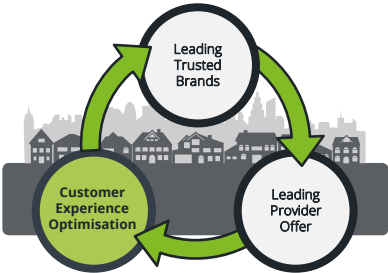 Leading
Trusted
Brands
Customer
Experience
Optimisation
Leading
Provider
Offer